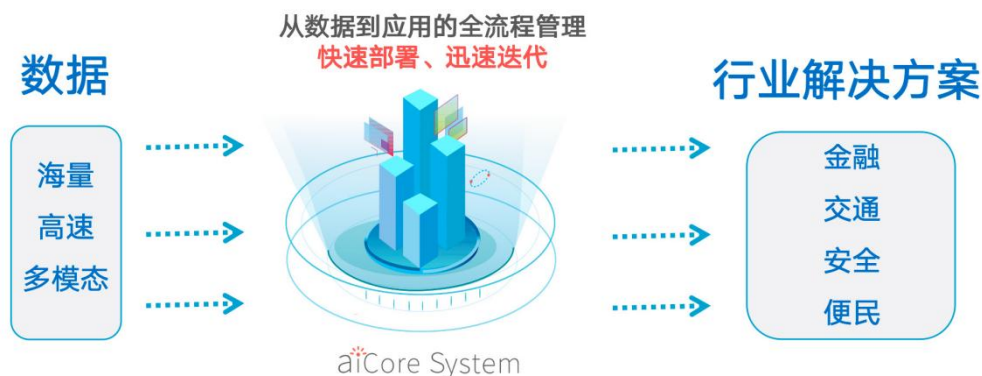 从数据到应用的全流程管理
快速部署、迅速迭代
数据
海量
高速
多模态
aiCore System
行业解决方案
金融
交通
安全
便民